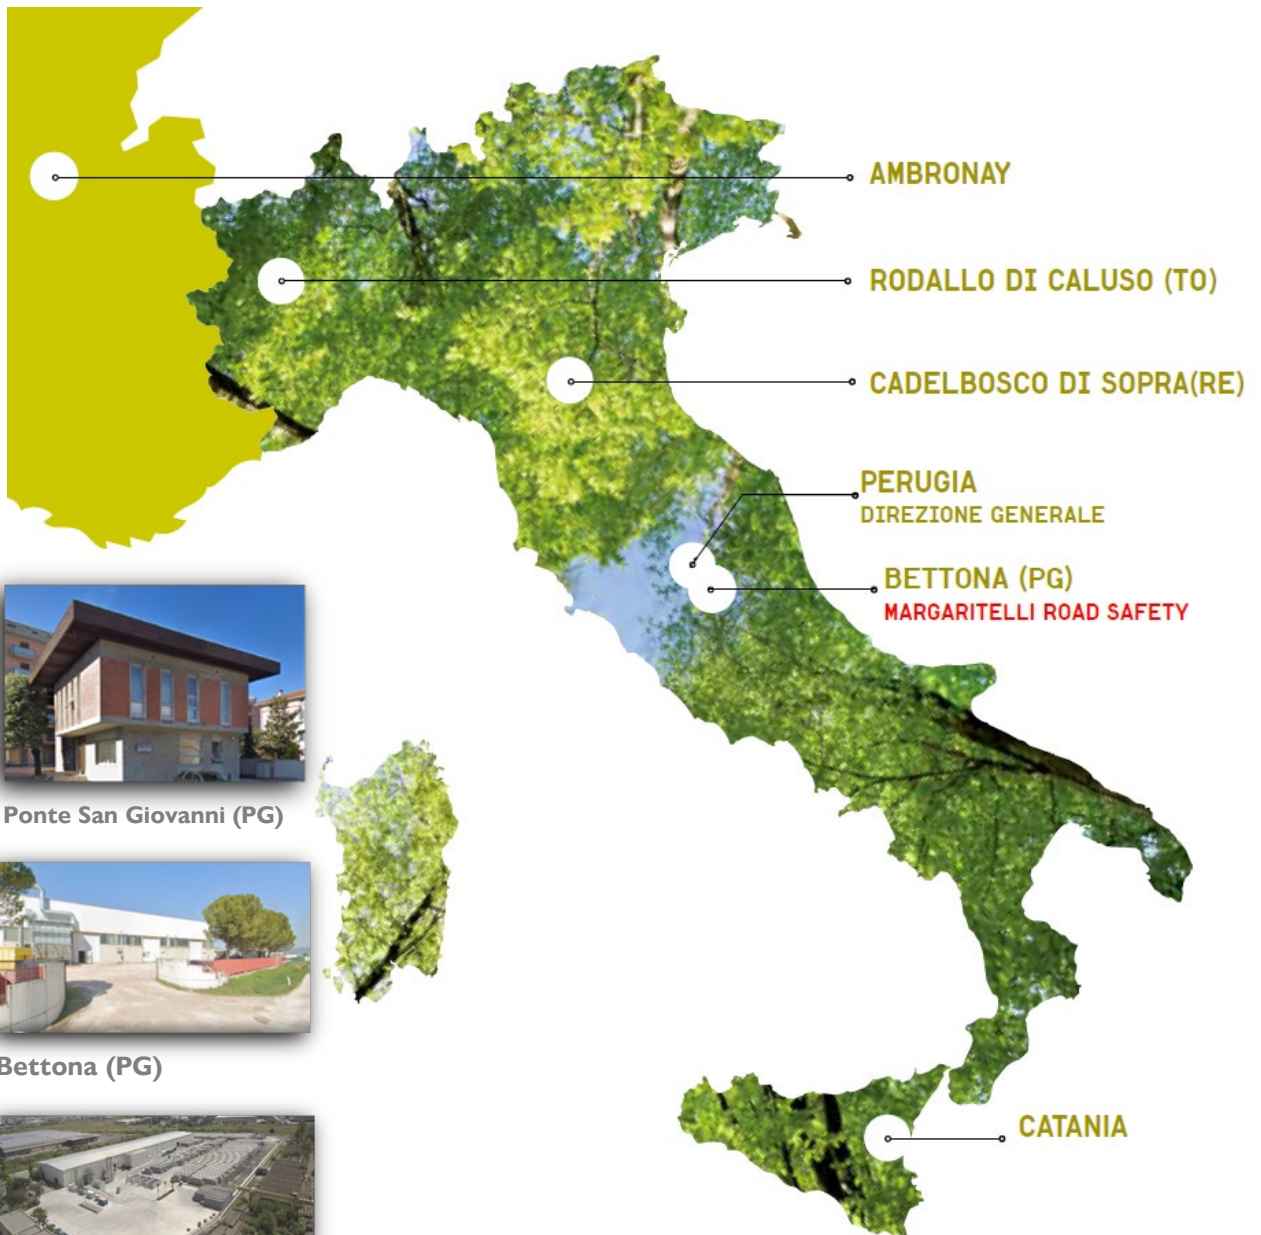 AMBRONAY
RODALLO DI CALUSO (TO)
CADELBOSCO DI SOPRA(RE)
PERUGIA
DIREZIONE GENERALE
BETTONA (PG)
MARGARITELLI ROAD SAFETY
Ponte San Giovanni (PG)
Bettona (PG)
CATANIA